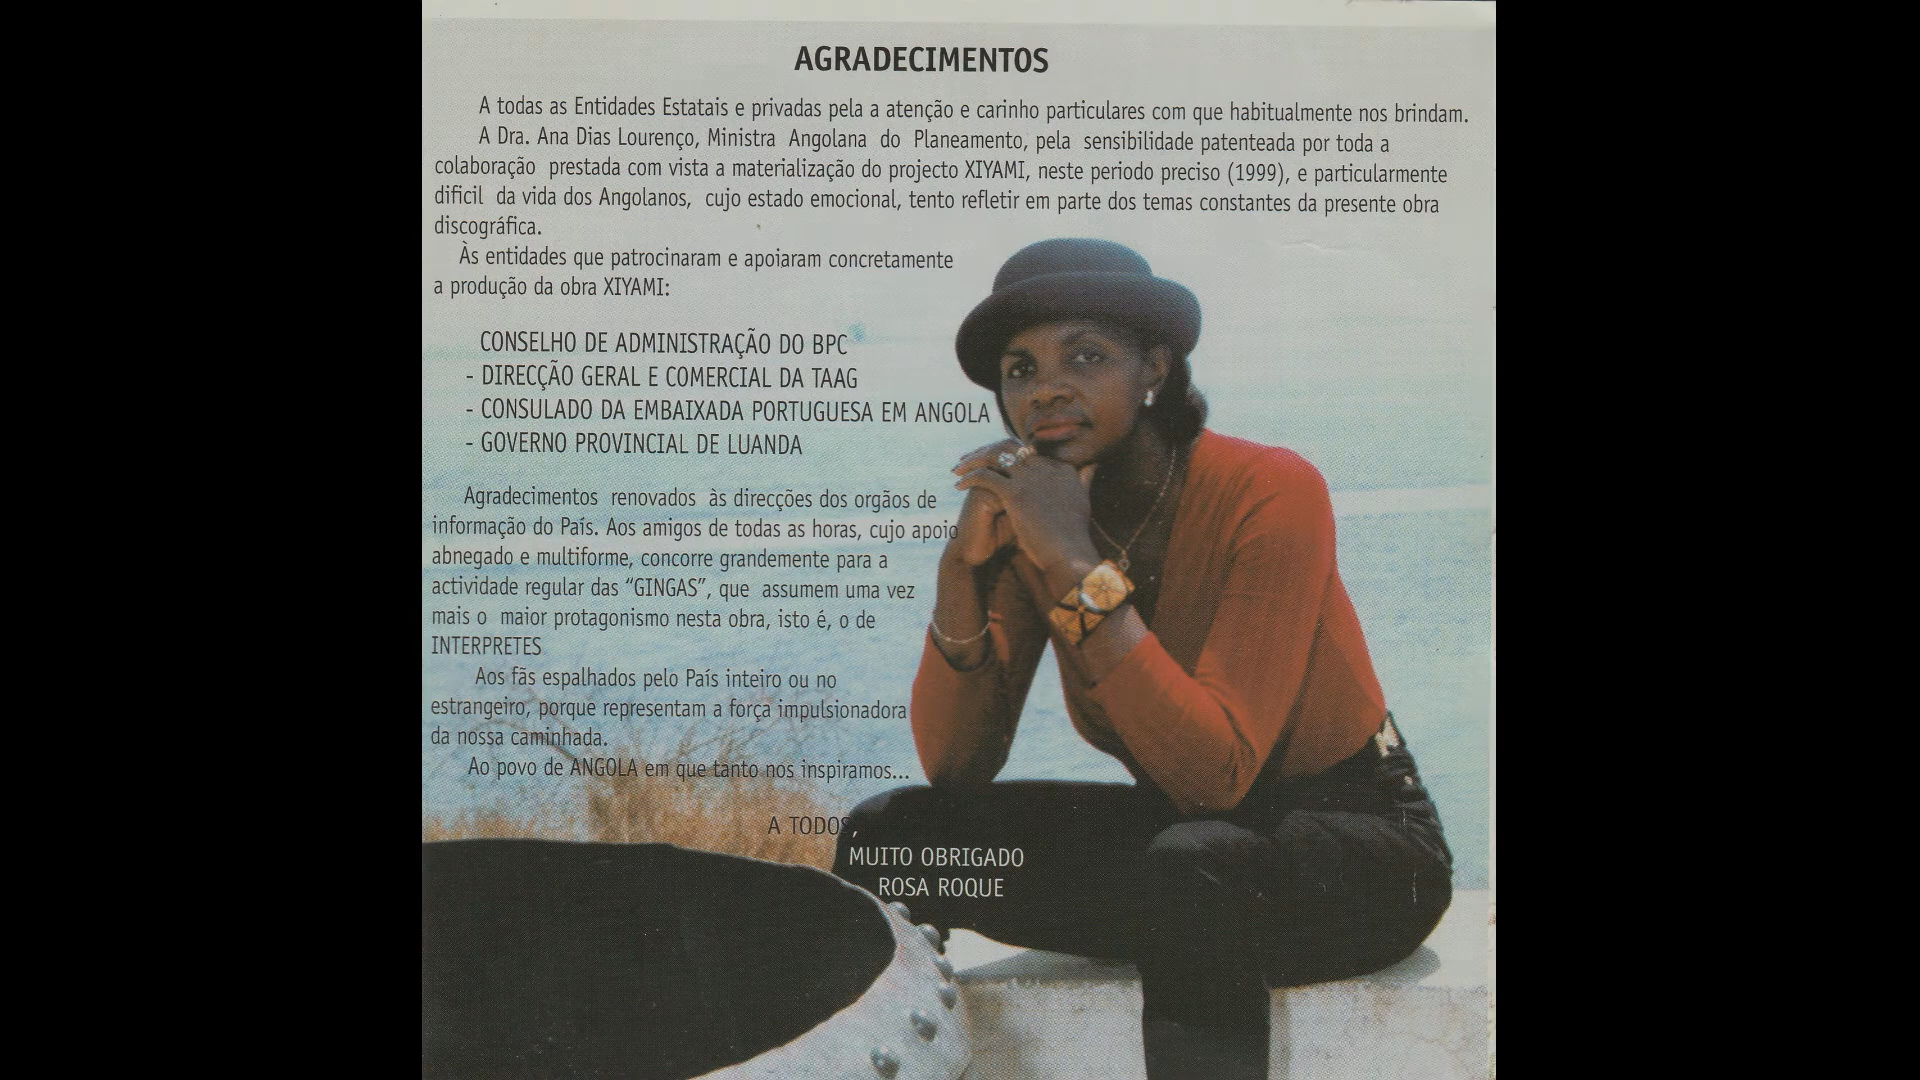 AGRADECIMENTOS
A todas as Entidades Estatais e privadas pela a atenção e carinho particulares com que habitualmente nos brindam.
A Dra. Ana Dias Lourenço, Ministra Angolana do Planeamento, pela sensibilidade patenteada por toda a
colaboração prestada com vista a materialização do projecto XIYAMI, neste periodo preciso (1999), e particularmente
dificil da vida dos Angolanos, cujo estado emocional, tento refletir em parte dos temas constantes da presente obra
discográfica.
Às entidades que patrocinaram e apoiaram concretamente
a produção da obra XIYAMI:
CONSELHO DE ADMINISTRAÇÃO DO BPC
- DIRECÇÃO GERAL E COMERCIAL DA TAAG
- CONSULADO DA EMBAIXADA PORTUGUESA EM ANGOLA
- GOVERNO PROVINCIAL DE LUANDA
Agradecimentos renovados às direcções dos orgãos de
informação do País. Aos amigos de todas as horas, cujo apoio
abnegado e multiforme, concorre grandemente para a
actividade regular das “GINGAS”, que assumem uma vez
mais o maior protagonismo nesta obra, isto é, o de
INTERPRETES
Aos fãs espalhados pelo País inteiro ou no
estrangeiro, porque representam a força impulsionadora
da nossa caminhada.
Ao povo de ANGOLA em que tanto nos inspiramos...
A TODOS,
MUITO OBRIGADO
ROSA ROQUE